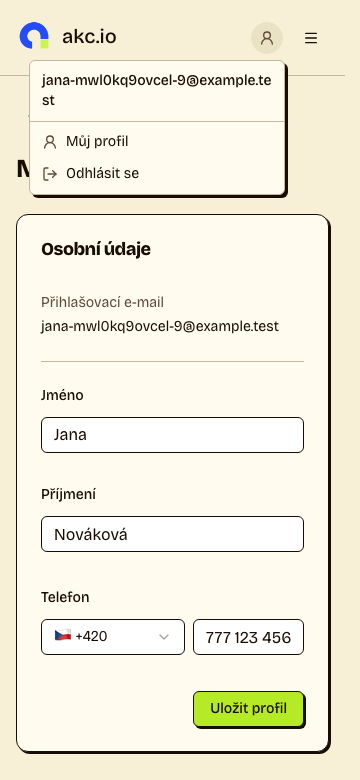 akc.io
jana-mwl0kq9ovcel-9@example.te
st
Můj profil
Odhlásit se
Osobní údaje
Přihlašovací e-mail
jana-mwl0kq9ovcel-9@example.test
Jméno
Jana
Příjmení
Nováková
Telefon
+420
777 123 456
Uložit profil